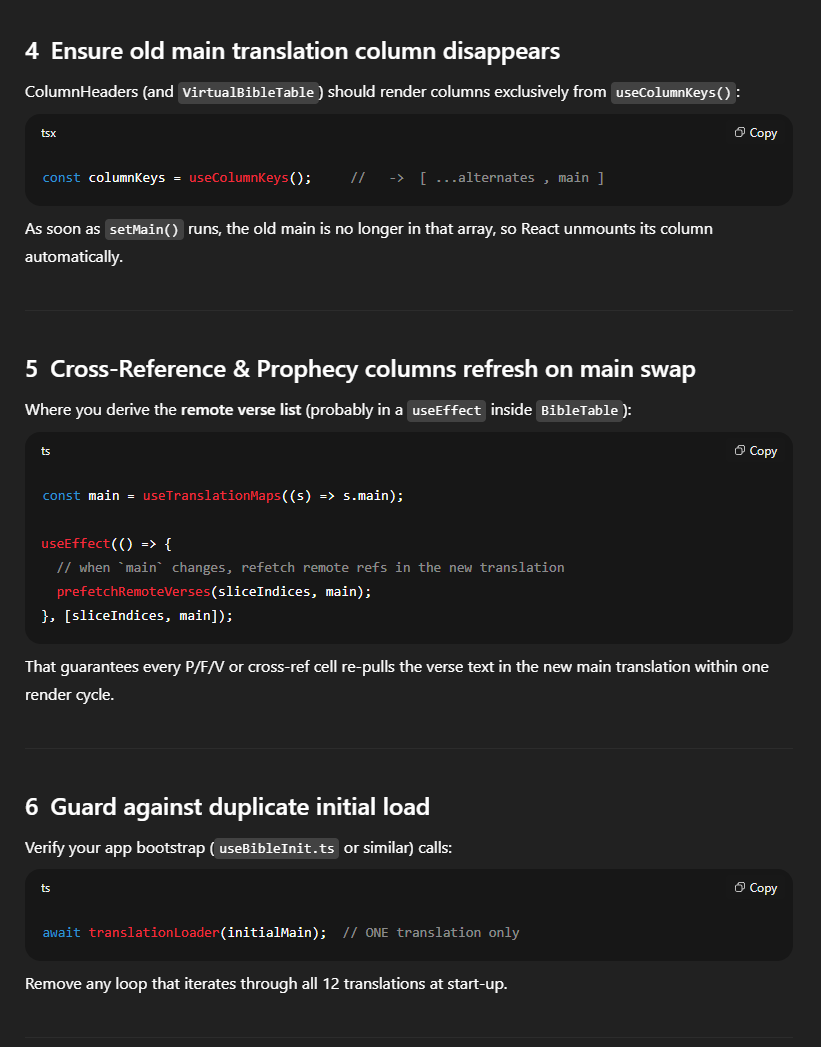 4 Ensure old main translation column disappears
ColumnHeaders (and VirtualBibleTable) should render columns exclusively from useColumnKeys():
tsx
Copy
const columnKeys = useColumnKeys();     //   ->  [ ...alternates , main ]
As soon as setMain() runs, the old main is no longer in that array, so React unmounts its column
automatically.
5 Cross-Reference & Prophecy columns refresh on main swap
Where you derive the remote verse list (probably in a useEffect inside BibleTable):
ts
Copy
const main = useTranslationMaps((s) => s.main);
useEffect(() => {
  // when `main` changes, refetch remote refs in the new translation
  prefetchRemoteVerses(sliceIndices, main);
}, [sliceIndices, main]);
That guarantees every P/F/V or cross-ref cell re-pulls the verse text in the new main translation within one
render cycle.
6 Guard against duplicate initial load
Verify your app bootstrap (useBibleInit.ts or similar) calls:
ts
Copy
await translationLoader(initialMain);  // ONE translation only
Remove any loop that iterates through all 12 translations at start-up.